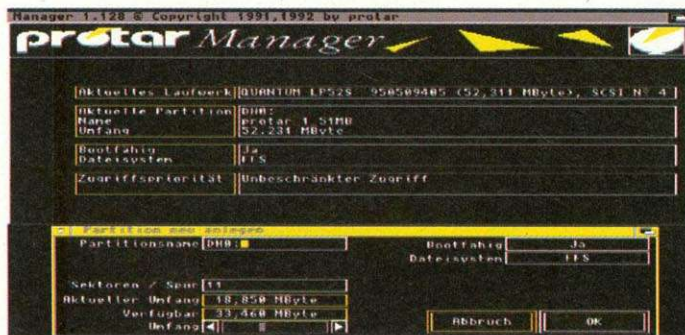 Manager 1.128 © Copyright 1991,1992 by protar
protar Manager
Aktuelles Laufwerk QUANTUM LP52S 950509405 (52,311 MByte), SCSI Nº 4
Aktuelle Partition DH0:
Name protar 1 51MB
Umfang 52.231 MByte
Bootfähig Ja
Dateisystem FFS
Zugriffspriorität Unbeschränkter Zugriff
Partition neu anlegen
Partitionsname DH0:
Bootfähig Ja
Dateisystem FFS
Sektoren / Spur 11
Aktueller Umfang 18,850 MByte
Verfügbar 33,460 MByte
Umfang
Abbruch OK